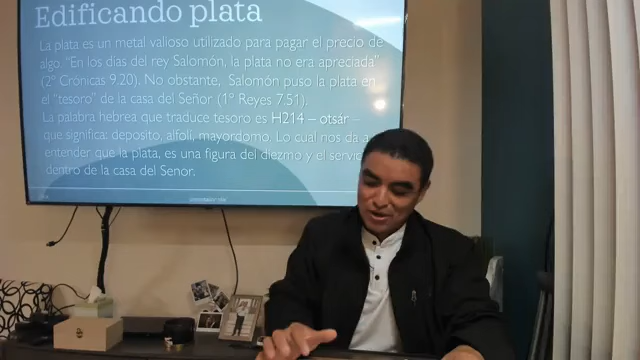 Edificando plata
La plata es un metal valioso utilizado para pagar el precio de
algo. "En los días del rey Salomón, la plata no era apreciada"
(2º Crónicas 9.20). No obstante, Salomón puso la plata en
el "tesoro" de la casa del Señor (1º Reyes 7.51).
La palabra hebrea que traduce tesoro es H214 – otsár –
que significa: deposito, alfolí, mayordomo. Lo cual nos da a
entender que la plata, es una figura del diezmo y el servic
dentro de la casa del Senor.